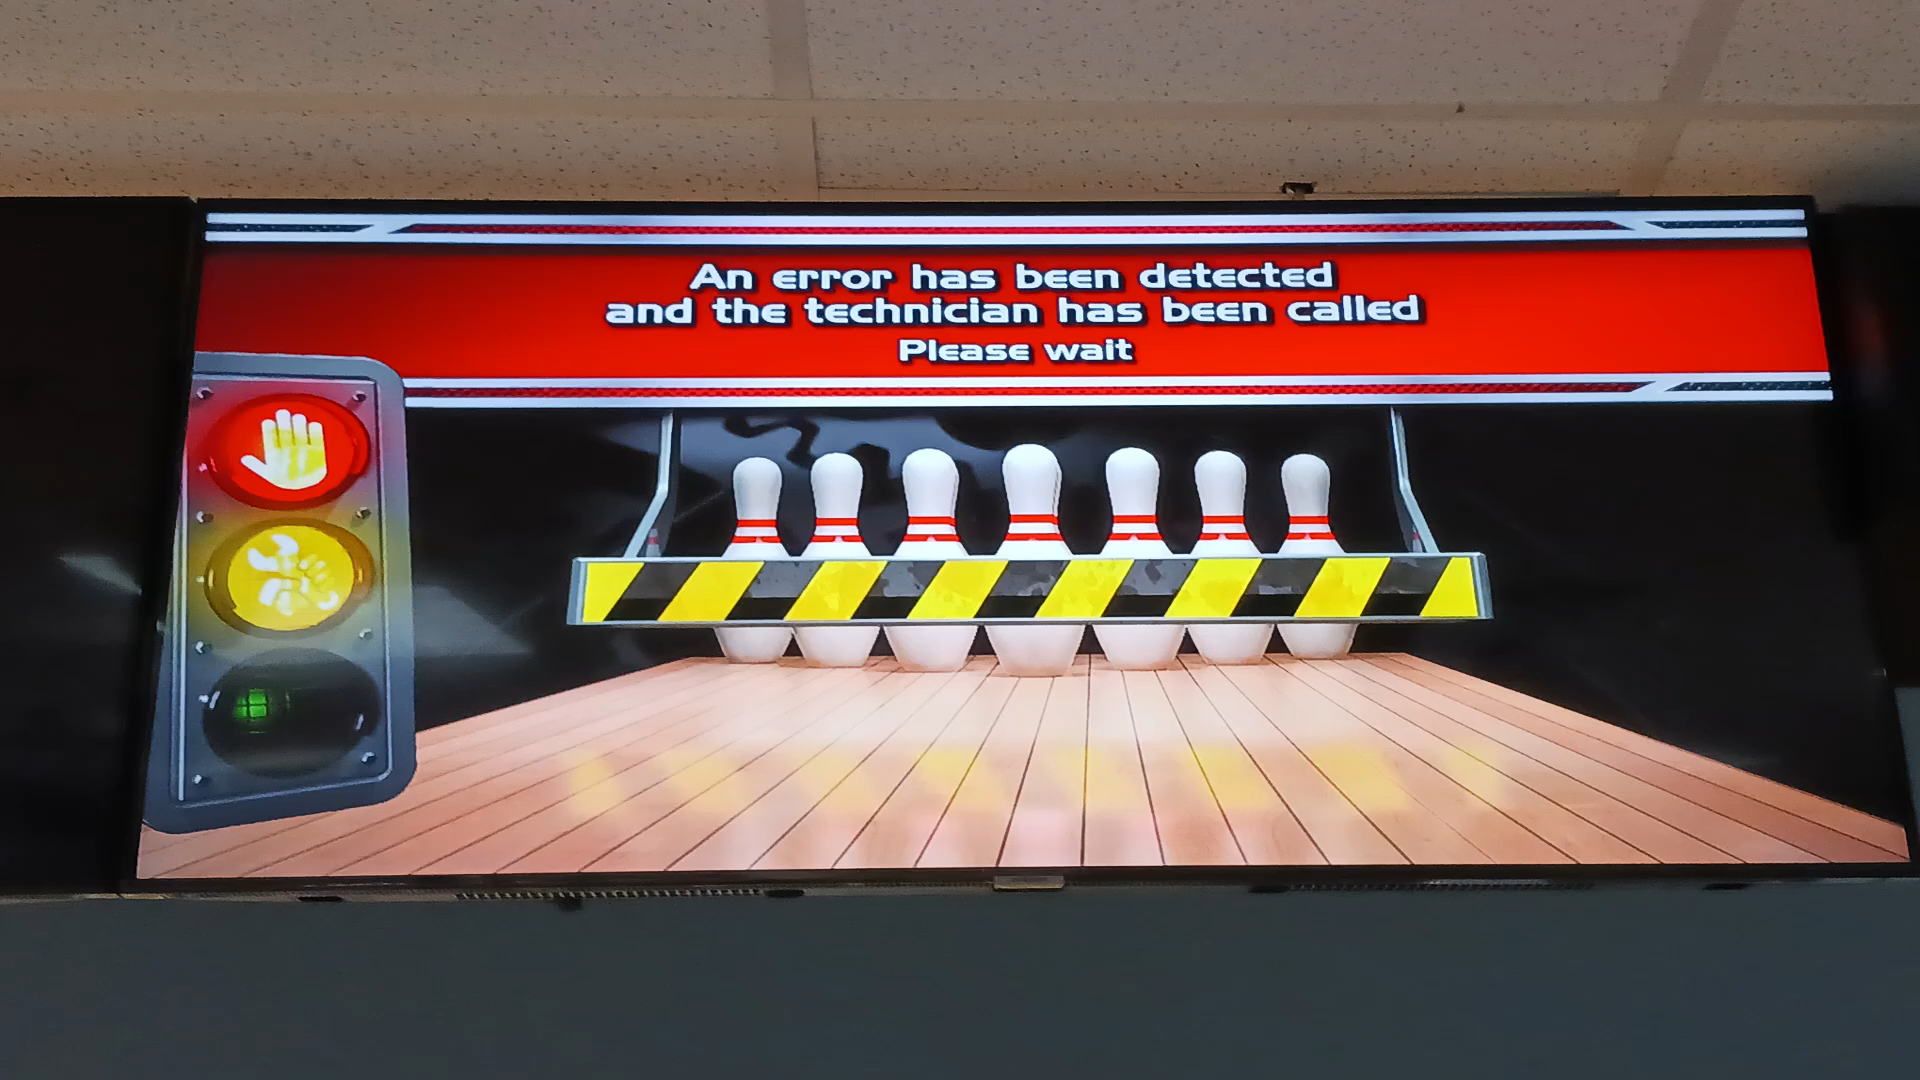 An error has been detected
and the technician has been called
Please wait